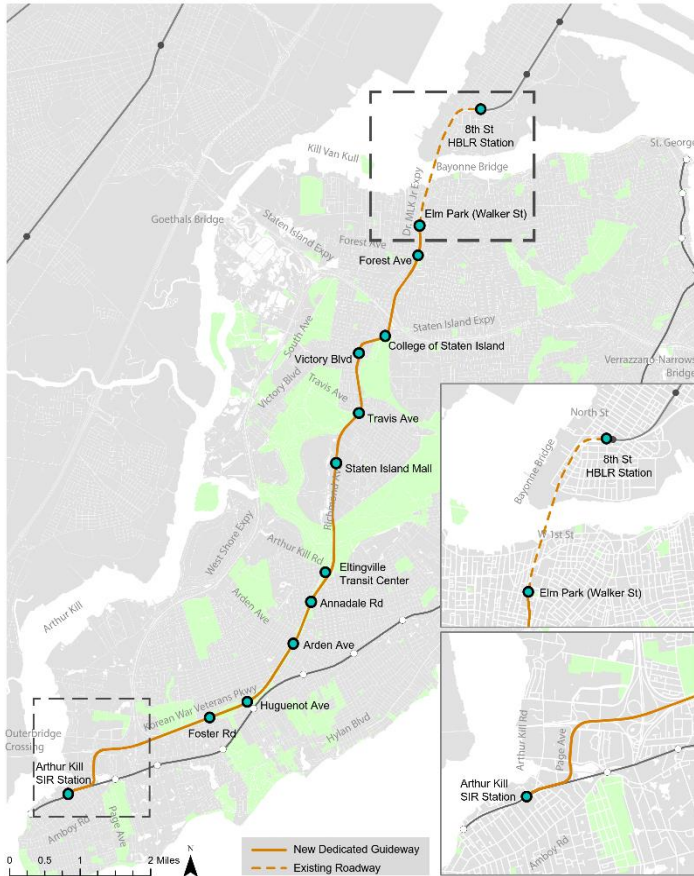 8th St
HBLR Station
St. George
Kill Van Kull
Bayonne Bridge
Dr. MLK Jr Expy
Goethals Bridge
Elm Park (Walker St)
Staten Island Expy
Forest Ave
Forest Ave
Staten Island Expy
College of Staten Island
South Ave
Victory Blvd
Verrazzano-Narrows
Bridge
Victory Blvd
Travis Ave
Travis Ave
North St
8th St
HBLR Station
Bayonne Bridge
Staten Island Mall
Richmond Ave
West Shore Expy
W 1st St
Arthur Kill Rd
Eltingville
Transit Center
Elm Park (Walker St)
Arden Ave
Annadale Rd
Arthur Kill
Arden Ave
Korean War Veterans Pkwy
Huguenot Ave
Foster Rd
Hylan Blvd
Outerbridge
Crossing
Arthur Kill
SIR Station
Page Ave
Amboy Rd
Arthur Kill Rd
Page Ave
Arthur Kill
SIR Station
Amboy Rd
N
0 0.5 1 2 Miles
New Dedicated Guideway
Existing Roadway